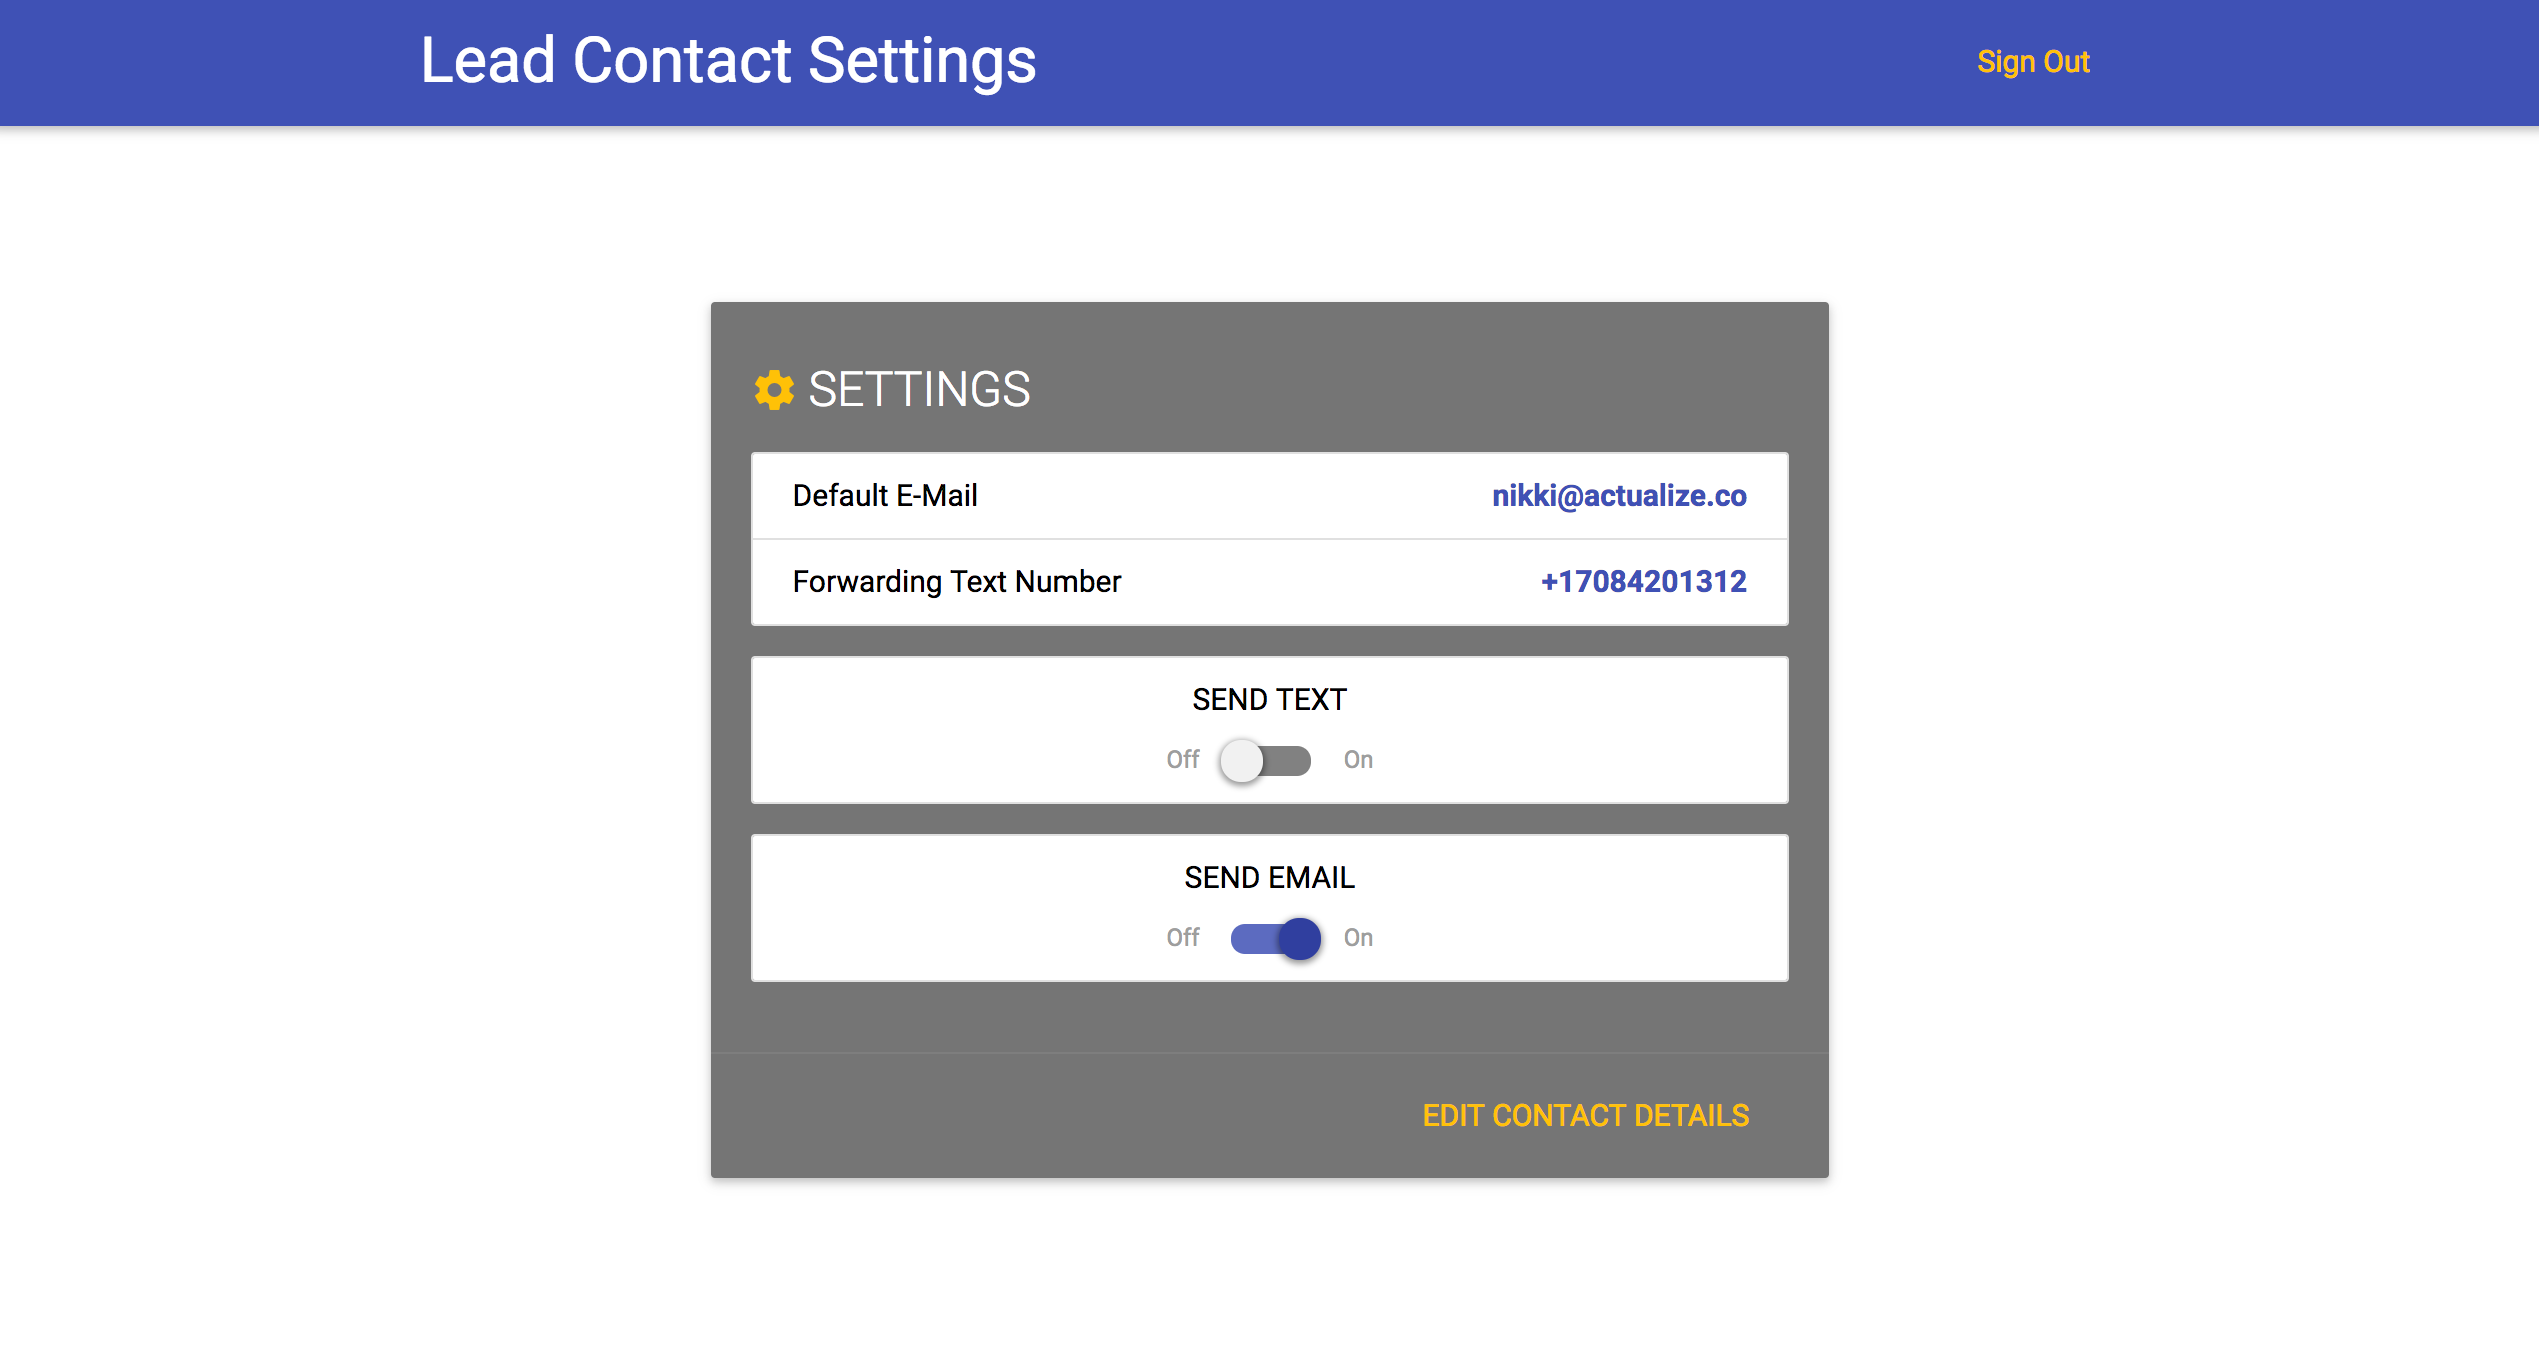 Lead Contact Settings
Sign Out
SETTINGS
Default E-Mail
nikki@actualize.co
Forwarding Text Number
+17084201312
SEND TEXT
Off On
SEND EMAIL
Off On
EDIT CONTACT DETAILS